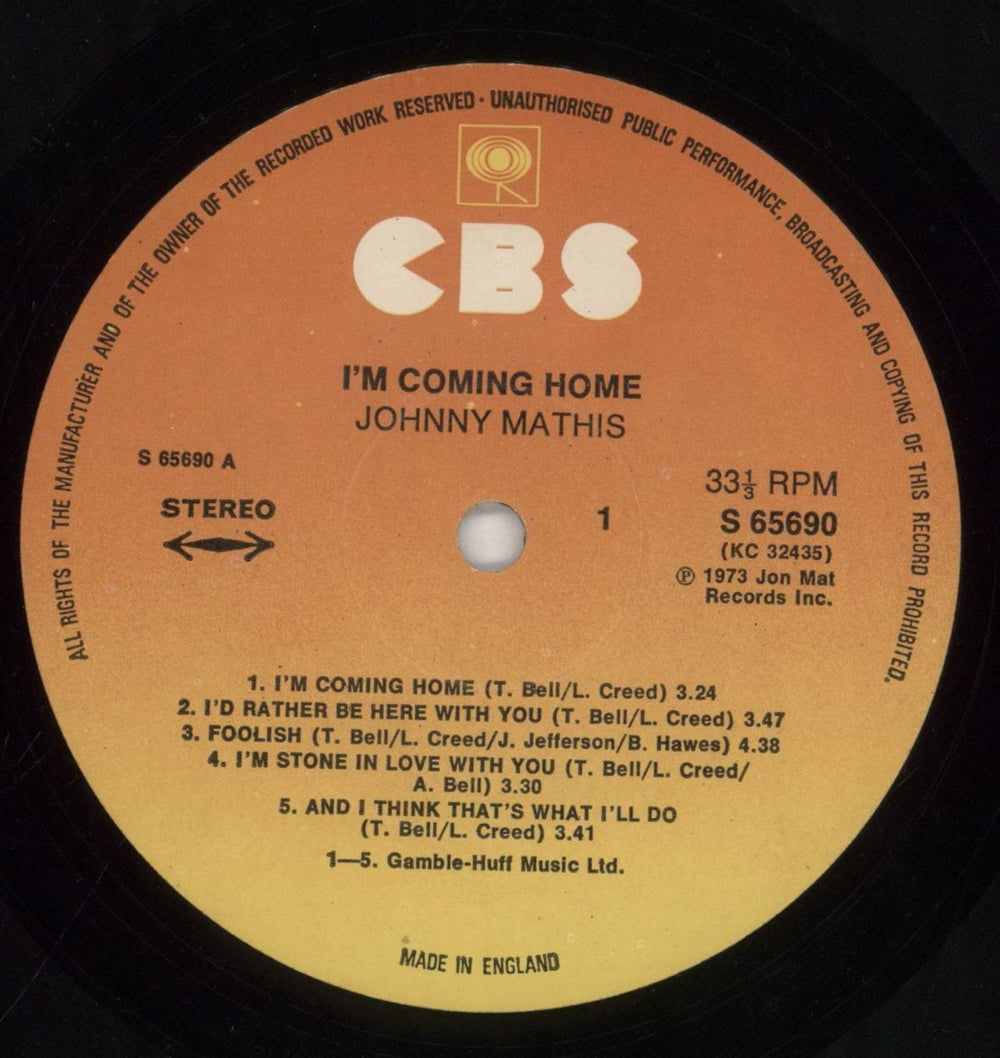 ALL RIGHTS OF THE MANUFACTURER AND OF THE OWNER OF THE RECORDED WORK RESERVED · UNAUTHORISED PUBLIC PERFORMANCE, BROADCASTING AND COPYING OF THIS RECORD PROHIBITED.
CBS
I'M COMING HOME
JOHNNY MATHIS
S 65690 A
STEREO
1
33⅓ RPM
S 65690
(KC 32435)
℗ 1973 Jon Mat
Records Inc.
1. I'M COMING HOME (T. Bell/L. Creed) 3.24
2. I'D RATHER BE HERE WITH YOU (T. Bell/L. Creed) 3.47
3. FOOLISH (T. Bell/L. Creed/J. Jefferson/B. Hawes) 4.38
4. I'M STONE IN LOVE WITH YOU (T. Bell/L. Creed/
A. Bell) 3.30
5. AND I THINK THAT'S WHAT I'LL DO
(T. Bell/L. Creed) 3.41
1—5. Gamble-Huff Music Ltd.
MADE IN ENGLAND